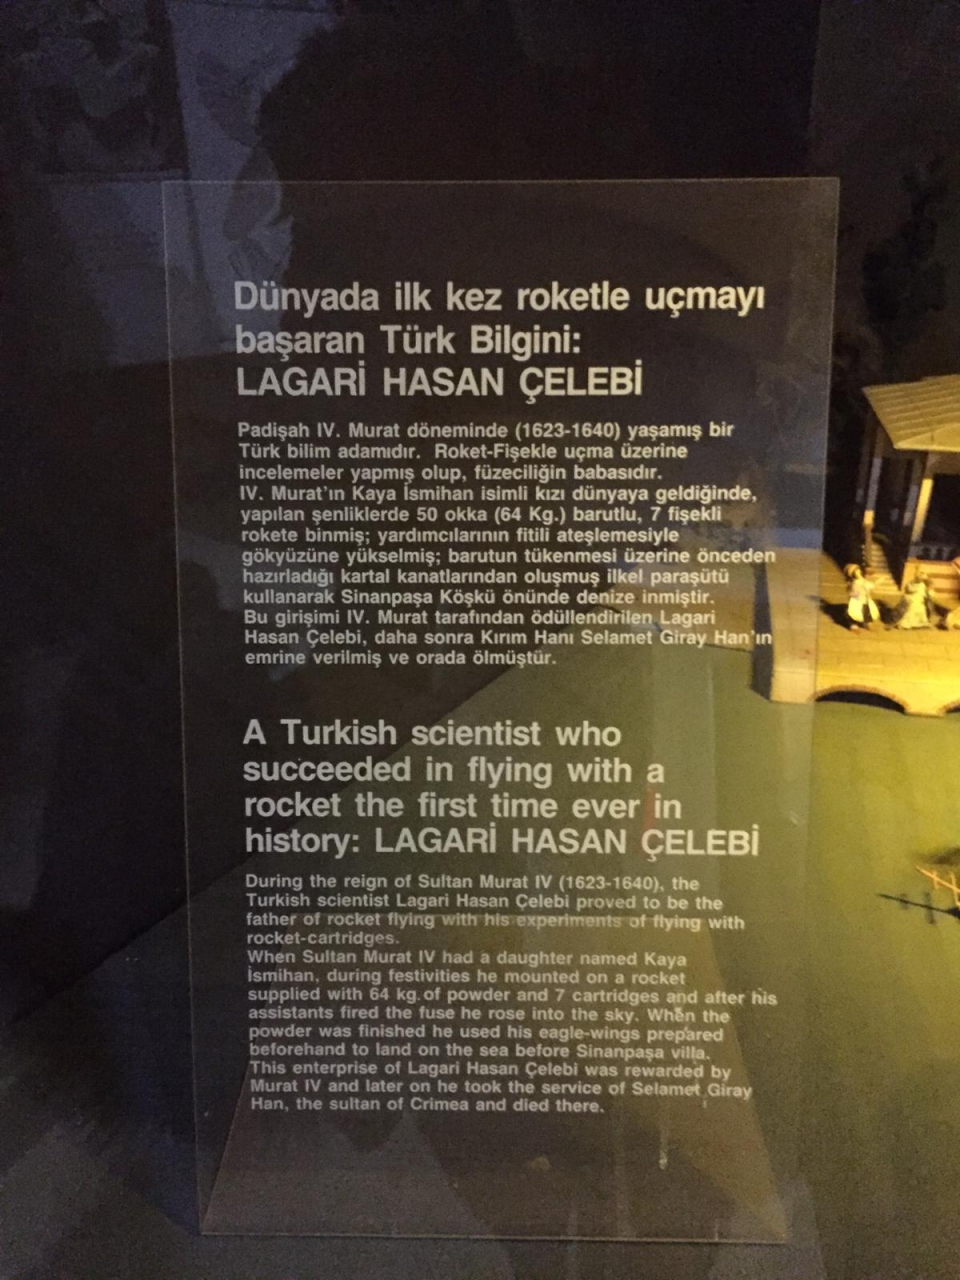 Dünyada ilk kez roketle uçmayı
başaran Türk Bilgini:
LAGARİ HASAN ÇELEBİ
Padişah IV. Murat döneminde (1623-1640) yaşamış bir
Türk bilim adamıdır. Roket-Fişekle uçma üzerine
incelemeler yapmış olup, füzeciliğin babasıdır.
IV. Murat'ın Kaya İsmihan isimli kızı dünyaya geldiğinde,
yapılan şenliklerde 50 okka (64 Kg.) barutlu, 7 fişekli
rokete binmiş; yardımcılarının fitili ateşlemesiyle
gökyüzüne yükselmiş; barutun tükenmesi üzerine önceden
hazırladığı kartal kanatlarından oluşmuş ilkel paraşütü
kullanarak Sinanpaşa Köşkü önünde denize inmiştir.
Bu girişimi IV. Murat tarafından ödüllendirilen Lagari
Hasan Çelebi, daha sonra Kırım Hanı Selamet Giray Han'ın
emrine verilmiş ve orada ölmüştür.
A Turkish scientist who
succeeded in flying with a
rocket the first time ever in
history: LAGARİ HASAN ÇELEBİ
During the reign of Sultan Murat IV (1623-1640), the
Turkish scientist Lagari Hasan Çelebi proved to be the
father of rocket flying with his experiments of flying with
rocket-cartridges.
When Sultan Murat IV had a daughter named Kaya
İsmihan, during festivities he mounted on a rocket
supplied with 64 kg. of powder and 7 cartridges and after his
assistants fired the fuse he rose into the sky. When the
powder was finished he used his eagle-wings prepared
beforehand to land on the sea before Sinanpaşa villa.
This enterprise of Lagari Hasan Çelebi was rewarded by
Murat IV and later on he took the service of Selamet Giray
Han, the sultan of Crimea and died there.